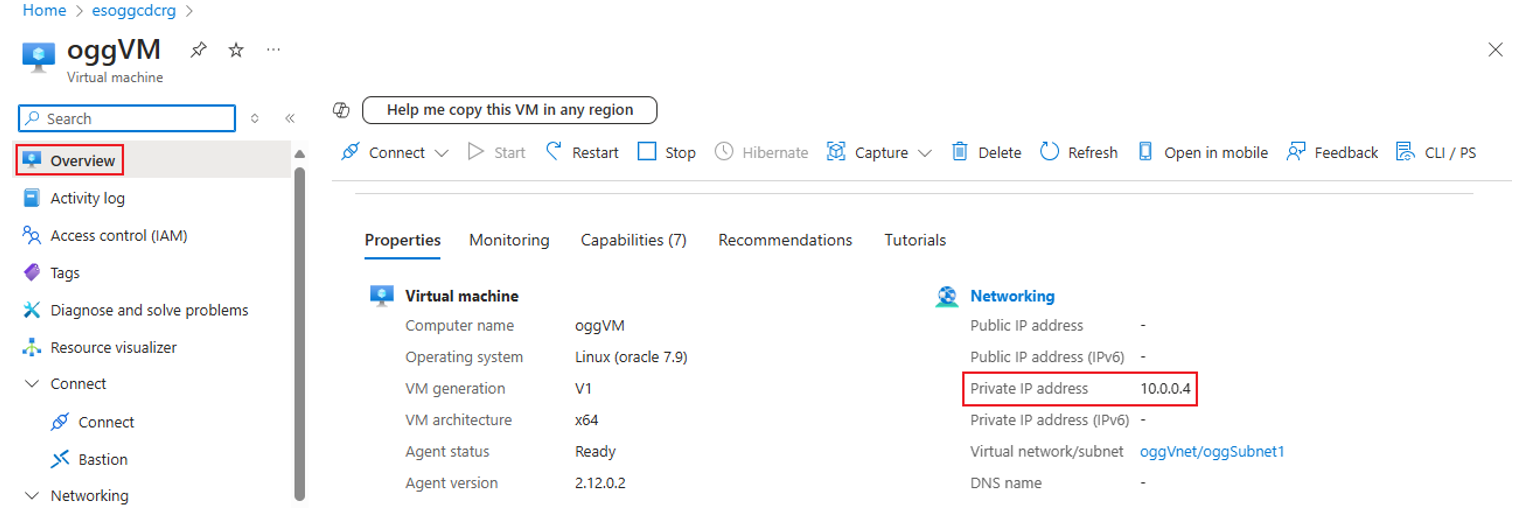 Home > esoggcdcrg >
oggVM
Virtual machine
Search
Overview
Activity log
Access control (IAM)
Tags
Diagnose and solve problems
Resource visualizer
Connect
Connect
Bastion
Networking
Help me copy this VM in any region
Connect Start Restart Stop Hibernate Capture Delete Refresh Open in mobile Feedback CLI / PS
Properties Monitoring Capabilities (7) Recommendations Tutorials
Virtual machine
Computer name oggVM
Operating system Linux (oracle 7.9)
VM generation V1
VM architecture x64
Agent status Ready
Agent version 2.12.0.2
Networking
Public IP address -
Public IP address (IPv6) -
Private IP address 10.0.0.4
Private IP address (IPv6) -
Virtual network/subnet oggVnet/oggSubnet1
DNS name -